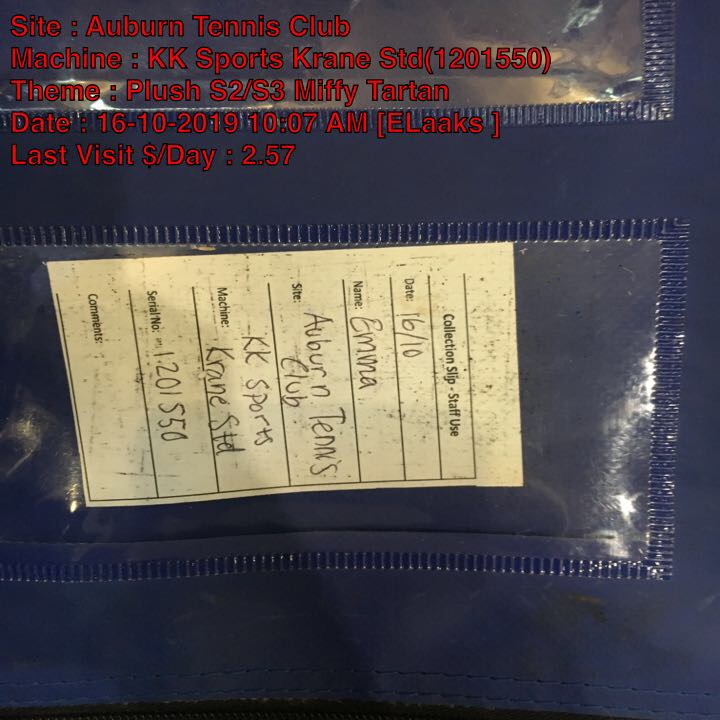 Site : Auburn Tennis Club
Machine : KK Sports Krane Std(1201550)
Theme : Plush S2/S3 Miffy Tartan
Date : 16-10-2019 10:07 AM [ELaaks ]
Last Visit $/Day : 2.57
Collection Slip - Staff Use
Date: 16/10
Name: Emma
Site: Auburn Tennis
Club
KK Sports
Machine: Krane Std
Serial No: 1201550
Comments: